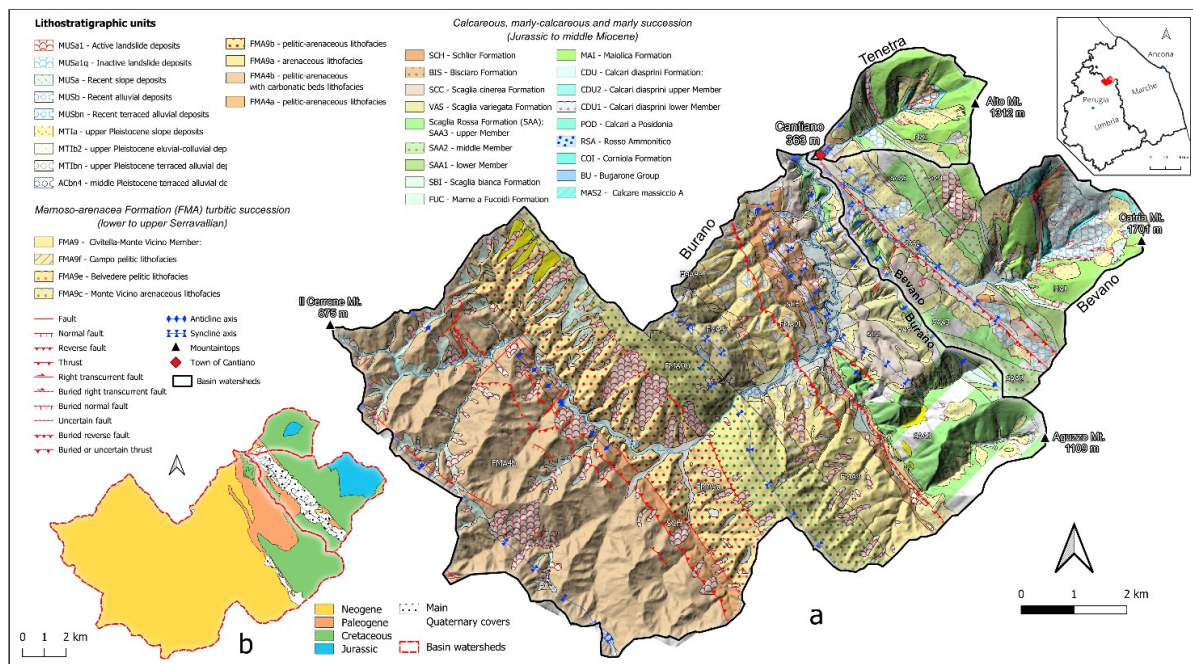 Lithostratigraphic units
MUSa1 - Active landslide deposits
MUSa1q - Inactive landslide deposits
MUSa - Recent slope deposits
MUSb - Recent alluvial deposits
MUSbn - Recent terraced alluvial deposits
MTIa - upper Pleistocene slope deposits
MTIb2 - upper Pleistocene eluvial-colluvial dep
MTIbn - upper Pleistocene terraced alluvial dep
ACbn4 - middle Pleistocene terraced alluvial de
FMA9b - pelitic-arenaceous lithofacies
FMA9a - arenaceous lithofacies
FMA4b - pelitic-arenaceous
with carbonatic beds lithofacies
FMA4a - pelitic-arenaceous lithofacies
Marnoso-arenacea Formation (FMA) turbitic succession
(lower to upper Serravallian)
FMA9 - Civitella-Monte Vicino Member:
FMA9f - Campo pelitic lithofacies
FMA9e - Belvedere pelitic lithofacies
FMA9c - Monte Vicino arenaceous lithofacies
Calcareous, marly-calcareous and marly succession
(Jurassic to middle Miocene)
SCH - Schlier Formation
BIS - Bisciaro Formation
SCC - Scaglia cinerea Formation
VAS - Scaglia variegata Formation
Scaglia Rossa Formation (SAA):
SAA3 - upper Member
SAA2 - middle Member
SAA1 - lower Member
SBI - Scaglia bianca Formation
FUC - Marne a Fucoidi Formation
MAI - Maiolica Formation
CDU - Calcari diasprini Formation:
CDU2 - Calcari diasprini upper Member
CDU1 - Calcari diasprini lower Member
POD - Calcari a Posidonia
RSA - Rosso Ammonitico
COI - Corniola Formation
BU - Bugarone Group
MAS2 - Calcare massiccio A
Fault
Normal fault
Reverse fault
Thrust
Right transcurrent fault
Buried right transcurrent fault
Buried normal fault
Uncertain fault
Buried reverse fault
Buried or uncertain thrust
Anticline axis
Syncline axis
Mountaintops
Town of Cantiano
Basin watersheds
Ancona
Marche
Perugia
Umbria
Tenetra
Alto Mt.
1312 m
Cantiano
363 m
Catria Mt.
1701 m
Burano
Bevano
Bevano
Burano
Il Cerrone Mt.
675 m
Aguzzo Mt.
1109 m
FMA9b
FMA4b
SCH
0 1 2 km
a
b
Neogene
Paleogene
Cretaceous
Jurassic
Main
Quaternary covers
Basin watersheds
0 1 2 km